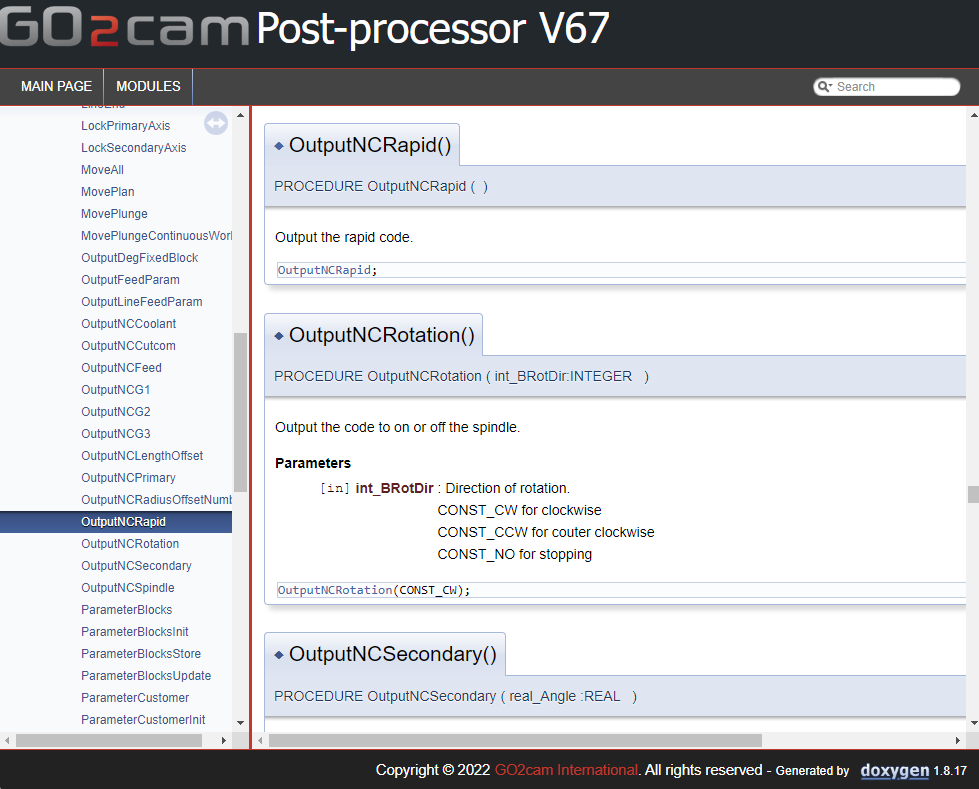 GO2cam Post-processor V67
MAIN PAGE MODULES Search
LineEnd
LockPrimaryAxis
LockSecondaryAxis
MoveAll
MovePlan
MovePlunge
MovePlungeContinuousWork
OutputDegFixedBlock
OutputFeedParam
OutputLineFeedParam
OutputNCCoolant
OutputNCCutcom
OutputNCFeed
OutputNCG1
OutputNCG2
OutputNCG3
OutputNCLengthOffset
OutputNCPrimary
OutputNCRadiusOffsetNumb
OutputNCRapid
OutputNCRotation
OutputNCSecondary
OutputNCSpindle
ParameterBlocks
ParameterBlocksInit
ParameterBlocksStore
ParameterBlocksUpdate
ParameterCustomer
ParameterCustomerInit
◆ OutputNCRapid()
PROCEDURE OutputNCRapid ( )
Output the rapid code.
OutputNCRapid;
◆ OutputNCRotation()
PROCEDURE OutputNCRotation ( int_BRotDir:INTEGER )
Output the code to on or off the spindle.
Parameters
[in] int_BRotDir : Direction of rotation.
CONST_CW for clockwise
CONST_CCW for couter clockwise
CONST_NO for stopping
OutputNCRotation(CONST_CW);
◆ OutputNCSecondary()
PROCEDURE OutputNCSecondary ( real_Angle :REAL )
Copyright © 2022 GO2cam International. All rights reserved - Generated by doxygen 1.8.17